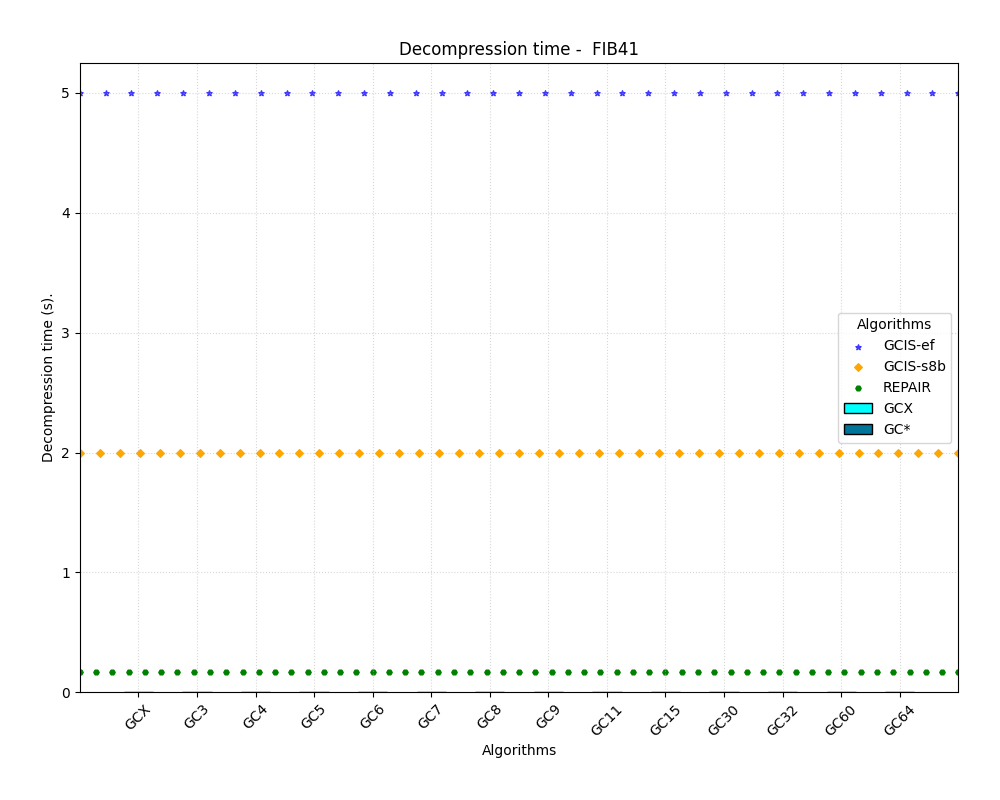 Decompression time -  FIB41
5
4
3
2
1
0
Decompression time (s).
Algorithms
GCIS-ef
GCIS-s8b
REPAIR
GCX
GC*
GCX
GC3
GC4
GC5
GC6
GC7
GC8
GC9
GC11
GC15
GC30
GC32
GC60
GC64
Algorithms